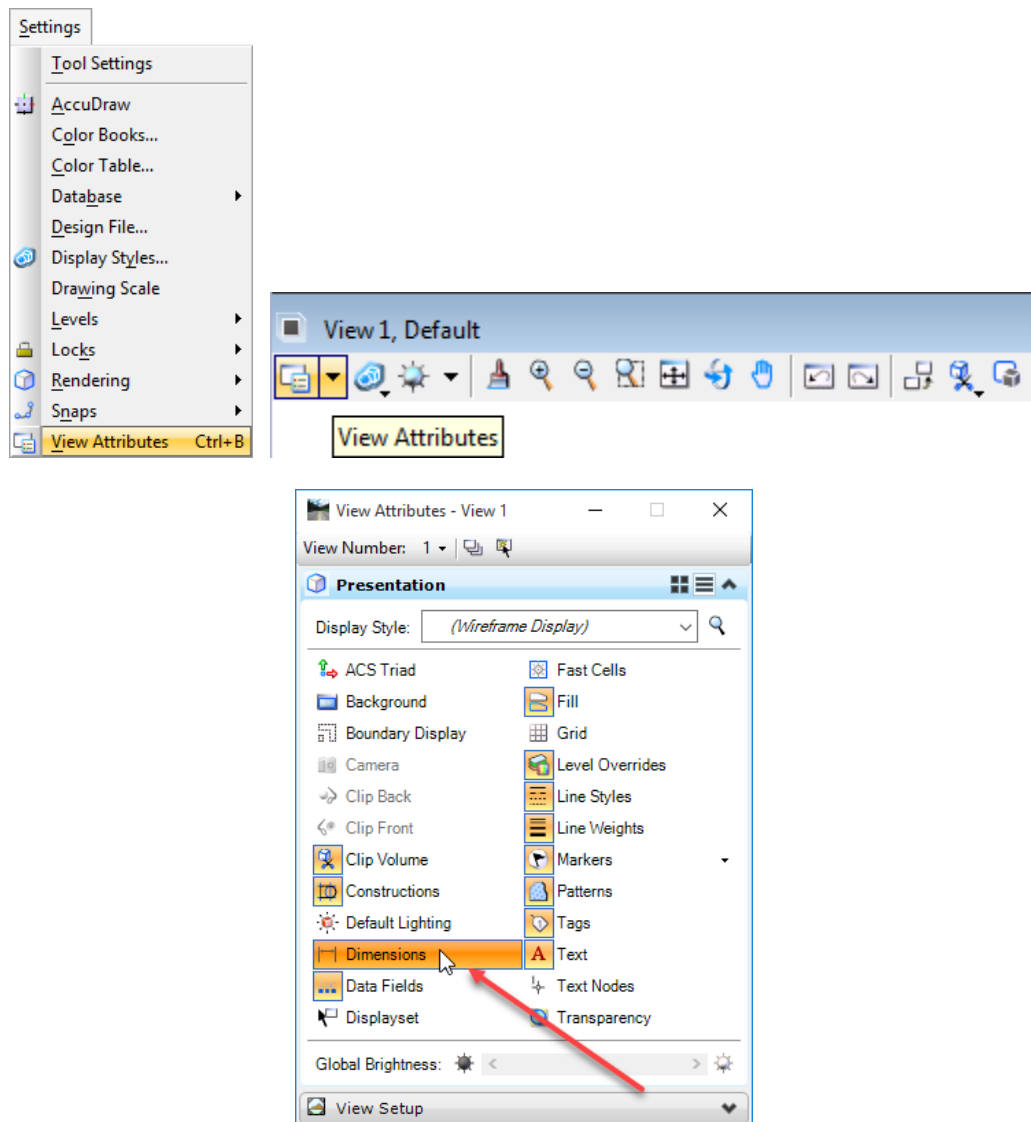 Settings
Tool Settings
AccuDraw
Color Books...
Color Table...
Database
Design File...
Display Styles...
Drawing Scale
Levels
Locks
Rendering
Snaps
View Attributes Ctrl+B
View 1, Default
View Attributes
View Attributes - View 1
View Number: 1
Presentation
Display Style: (Wireframe Display)
ACS Triad Fast Cells
Background Fill
Boundary Display Grid
Camera Level Overrides
Clip Back Line Styles
Clip Front Line Weights
Clip Volume Markers
Constructions Patterns
Default Lighting Tags
Dimensions A Text
Data Fields Text Nodes
Displayset Transparency
Global Brightness:
View Setup